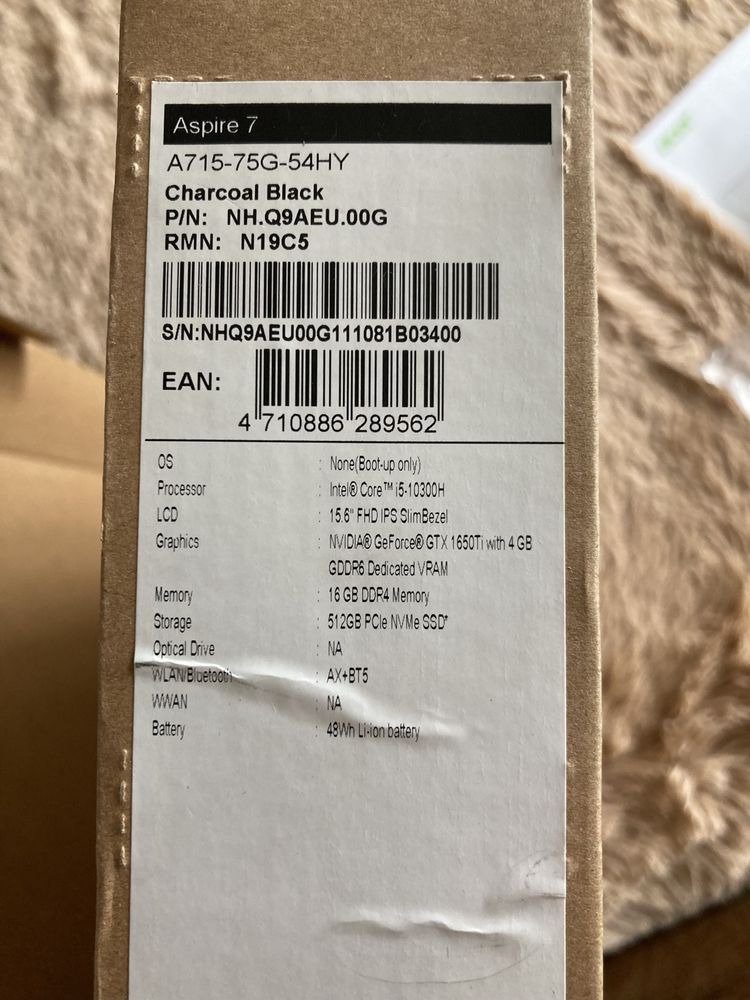 Aspire 7
A715-75G-54HY
Charcoal Black
P/N: NH.Q9AEU.00G
RMN: N19C5
S/N:NHQ9AEU00G111081B03400
EAN:
4 710886 289562
OS : None(Boot-up only)
Processor : Intel® Core™ i5-10300H
LCD : 15.6" FHD IPS SlimBezel
Graphics : NVIDIA® GeForce® GTX 1650Ti with 4 GB
GDDR6 Dedicated VRAM
Memory : 16 GB DDR4 Memory
Storage : 512GB PCIe NVMe SSD*
Optical Drive : NA
WLAN/Bluetooth : AX+BT5
WWAN : NA
Battery : 48Wh Li-ion battery